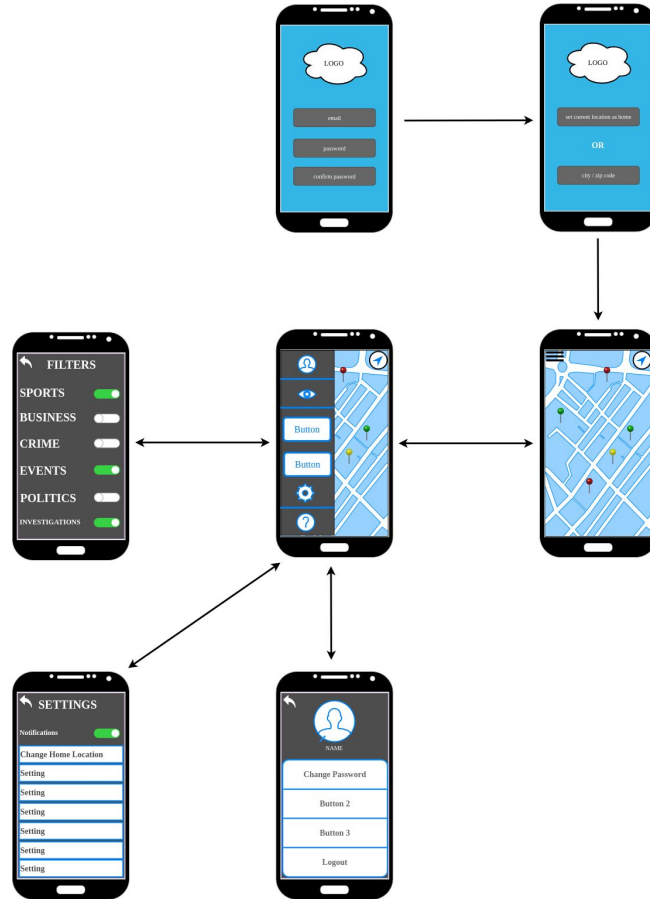 LOGO
email
password
confirm password
LOGO
set current location as home
OR
city / zip code
FILTERS
SPORTS
BUSINESS
CRIME
EVENTS
POLITICS
INVESTIGATIONS
Button
Button
?
SETTINGS
Notifications
Change Home Location
Setting
Setting
Setting
Setting
Setting
Setting
NAME
Change Password
Button 2
Button 3
Logout